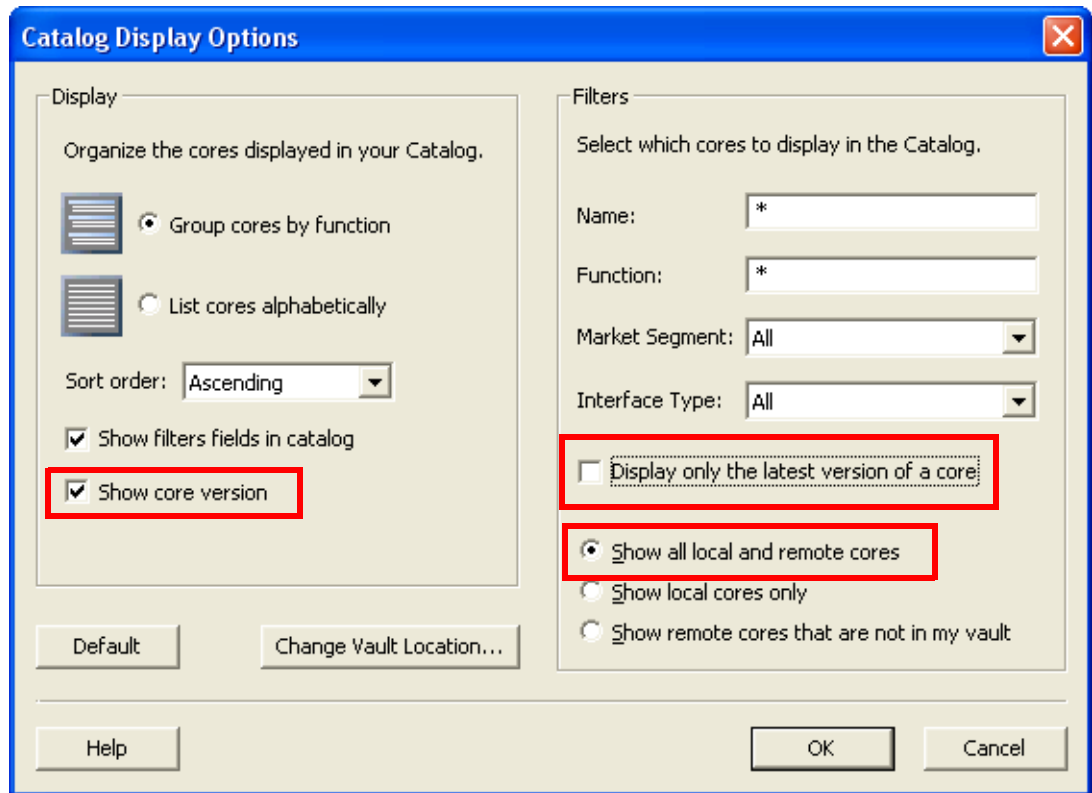 Catalog Display Options
Display
Organize the cores displayed in your Catalog.
Group cores by function
List cores alphabetically
Sort order: Ascending
Show filters fields in catalog
Show core version
Default
Change Vault Location...
Filters
Select which cores to display in the Catalog.
Name: *
Function: *
Market Segment: All
Interface Type: All
Display only the latest version of a core
Show all local and remote cores
Show local cores only
Show remote cores that are not in my vault
Help
OK
Cancel